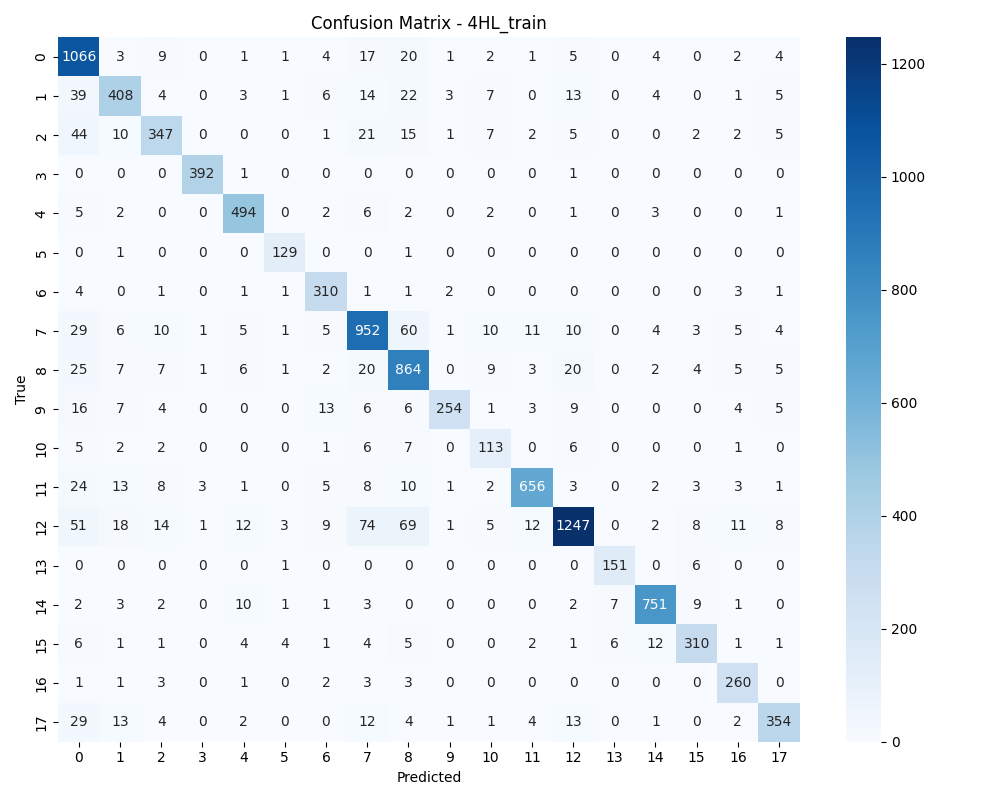 Confusion Matrix - 4HL_train
0 1066 3 9 0 1 1 4 17 20 1 2 1 5 0 4 0 2 4
1 39 408 4 0 3 1 6 14 22 3 7 0 13 0 4 0 1 5
2 44 10 347 0 0 0 1 21 15 1 7 2 5 0 0 2 2 5
3 0 0 0 392 1 0 0 0 0 0 0 0 1 0 0 0 0 0
4 5 2 0 0 494 0 2 6 2 0 2 0 1 0 3 0 0 1
5 0 1 0 0 0 129 0 0 1 0 0 0 0 0 0 0 0 0
6 4 0 1 0 1 1 310 1 1 2 0 0 0 0 0 0 3 1
7 29 6 10 1 5 1 5 952 60 1 10 11 10 0 4 3 5 4
8 25 7 7 1 6 1 2 20 864 0 9 3 20 0 2 4 5 5
9 16 7 4 0 0 0 13 6 6 254 1 3 9 0 0 0 4 5
10 5 2 2 0 0 0 1 6 7 0 113 0 6 0 0 0 1 0
11 24 13 8 3 1 0 5 8 10 1 2 656 3 0 2 3 3 1
12 51 18 14 1 12 3 9 74 69 1 5 12 1247 0 2 8 11 8
13 0 0 0 0 0 1 0 0 0 0 0 0 0 151 0 6 0 0
14 2 3 2 0 10 1 1 3 0 0 0 0 2 7 751 9 1 0
15 6 1 1 0 4 4 1 4 5 0 0 2 1 6 12 310 1 1
16 1 1 3 0 1 0 2 3 3 0 0 0 0 0 0 0 260 0
17 29 13 4 0 2 0 0 12 4 1 1 4 13 0 1 0 2 354
0 1 2 3 4 5 6 7 8 9 10 11 12 13 14 15 16 17
Predicted
True
1200
1000
800
600
400
200
0